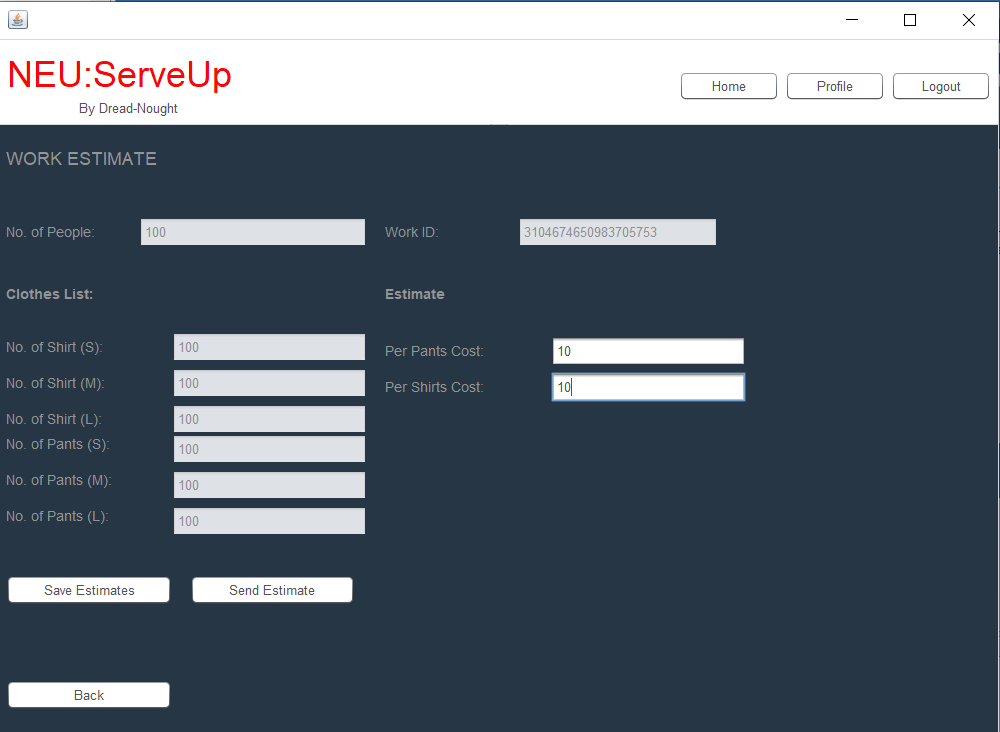 NEU:ServeUp
By Dread-Nought
Home Profile Logout
WORK ESTIMATE
No. of People: 100 Work ID: 3104674650983705753
Clothes List: Estimate
No. of Shirt (S): 100 Per Pants Cost: 10
No. of Shirt (M): 100 Per Shirts Cost: 10
No. of Shirt (L): 100
No. of Pants (S): 100
No. of Pants (M): 100
No. of Pants (L): 100
Save Estimates Send Estimate
Back